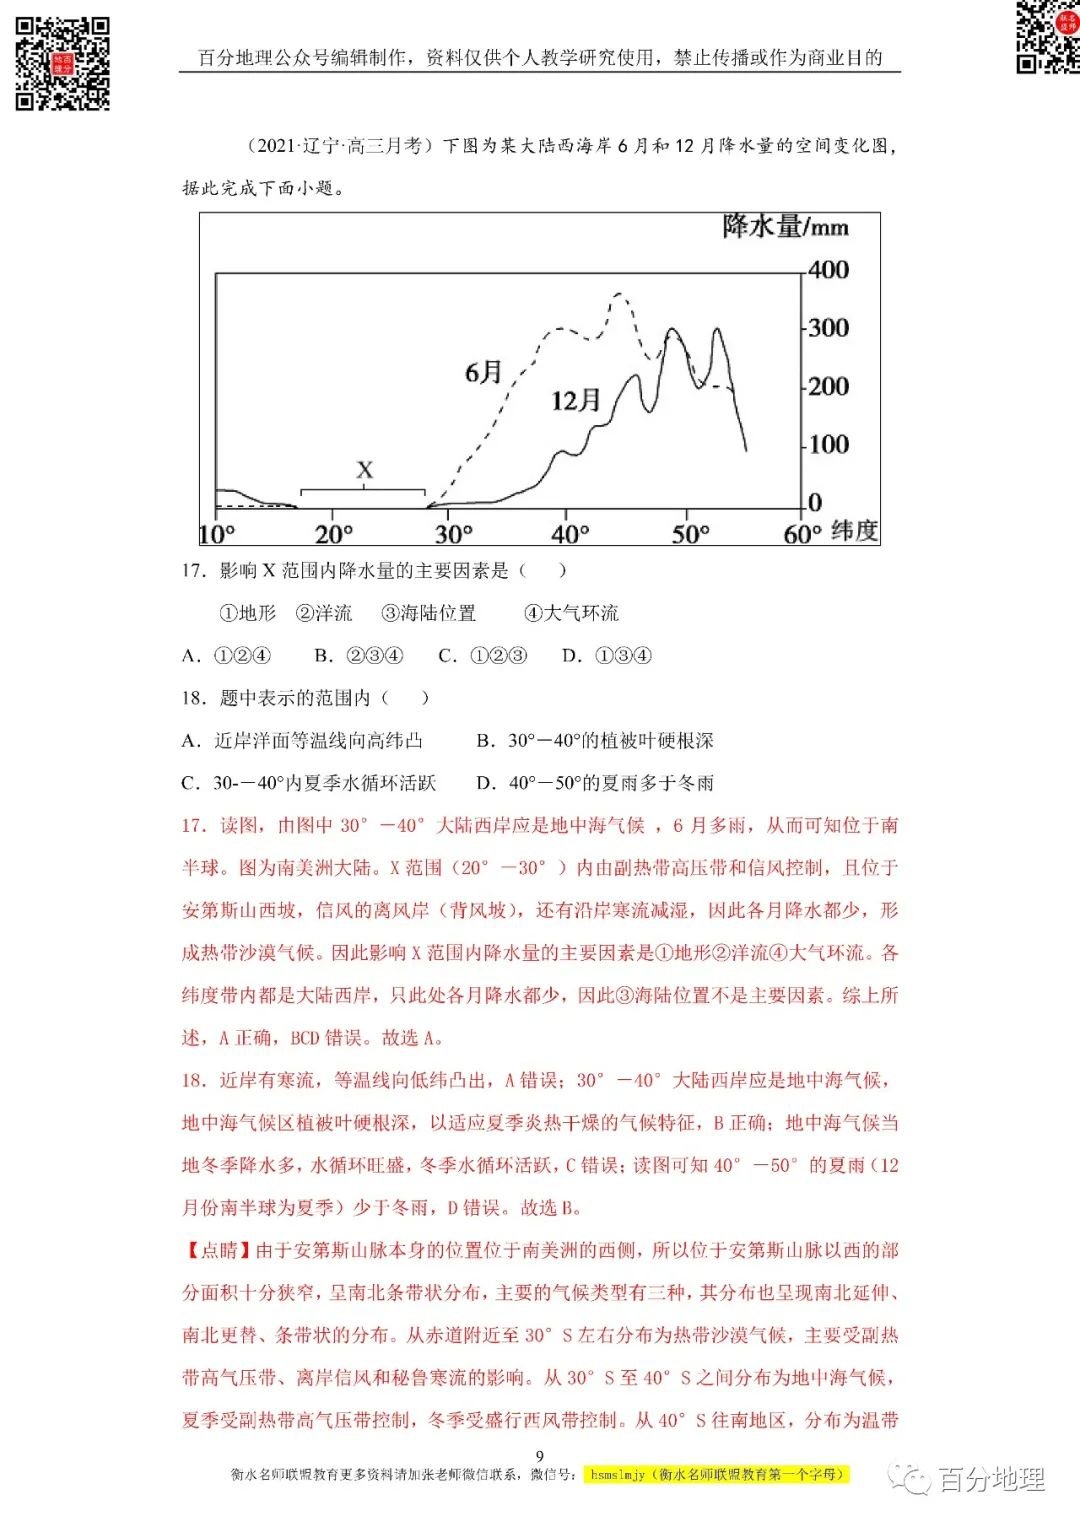 百分地理公众号编辑制作，资料仅供个人教学研究使用，禁止传播或作为商业目的
（2021·辽宁·高三月考）下图为某大陆西海岸6月和12月降水量的空间变化图，
据此完成下面小题。
降水量/mm
400
300
6月
200
12月
100
X
0
10° 20° 30° 40° 50° 60° 纬度
17．影响 X 范围内降水量的主要因素是（　　）
①地形　②洋流　③海陆位置　④大气环流
A．①②④　B．②③④　C．①②③　D．①③④
18．题中表示的范围内（　　）
A．近岸洋面等温线向高纬凸　B．30°－40°的植被叶硬根深
C．30-－40°内夏季水循环活跃　D．40°－50°的夏雨多于冬雨
17．读图，由图中 30°－40°大陆西岸应是地中海气候 ，6 月多雨，从而可知位于南
半球。图为南美洲大陆。X 范围（20°－30°）内由副热带高压带和信风控制，且位于
安第斯山西坡，信风的离风岸（背风坡），还有沿岸寒流减湿，因此各月降水都少，形
成热带沙漠气候。因此影响 X 范围内降水量的主要因素是①地形②洋流④大气环流。各
纬度带内都是大陆西岸，只此处各月降水都少，因此③海陆位置不是主要因素。综上所
述，A 正确，BCD 错误。故选 A。
18．近岸有寒流，等温线向低纬凸出，A 错误；30°－40°大陆西岸应是地中海气候，
地中海气候区植被叶硬根深，以适应夏季炎热干燥的气候特征，B 正确；地中海气候当
地冬季降水多，水循环旺盛，冬季水循环活跃，C 错误；读图可知 40°－50°的夏雨（12
月份南半球为夏季）少于冬雨，D 错误。故选 B。
【点睛】由于安第斯山脉本身的位置位于南美洲的西侧，所以位于安第斯山脉以西的部
分面积十分狭窄，呈南北条带状分布，主要的气候类型有三种，其分布也呈现南北延伸、
南北更替、条带状的分布。从赤道附近至 30°S 左右分布为热带沙漠气候，主要受副热
带高气压带、离岸信风和秘鲁寒流的影响。从 30°S 至 40°S 之间分布为地中海气候，
夏季受副热带高气压带控制，冬季受盛行西风带控制。从 40°S 往南地区，分布为温带
9
衡水名师联盟教育更多资料请加张老师微信联系，微信号： hsmslmjy（衡水名师联盟教育第一个字母）
百分地理